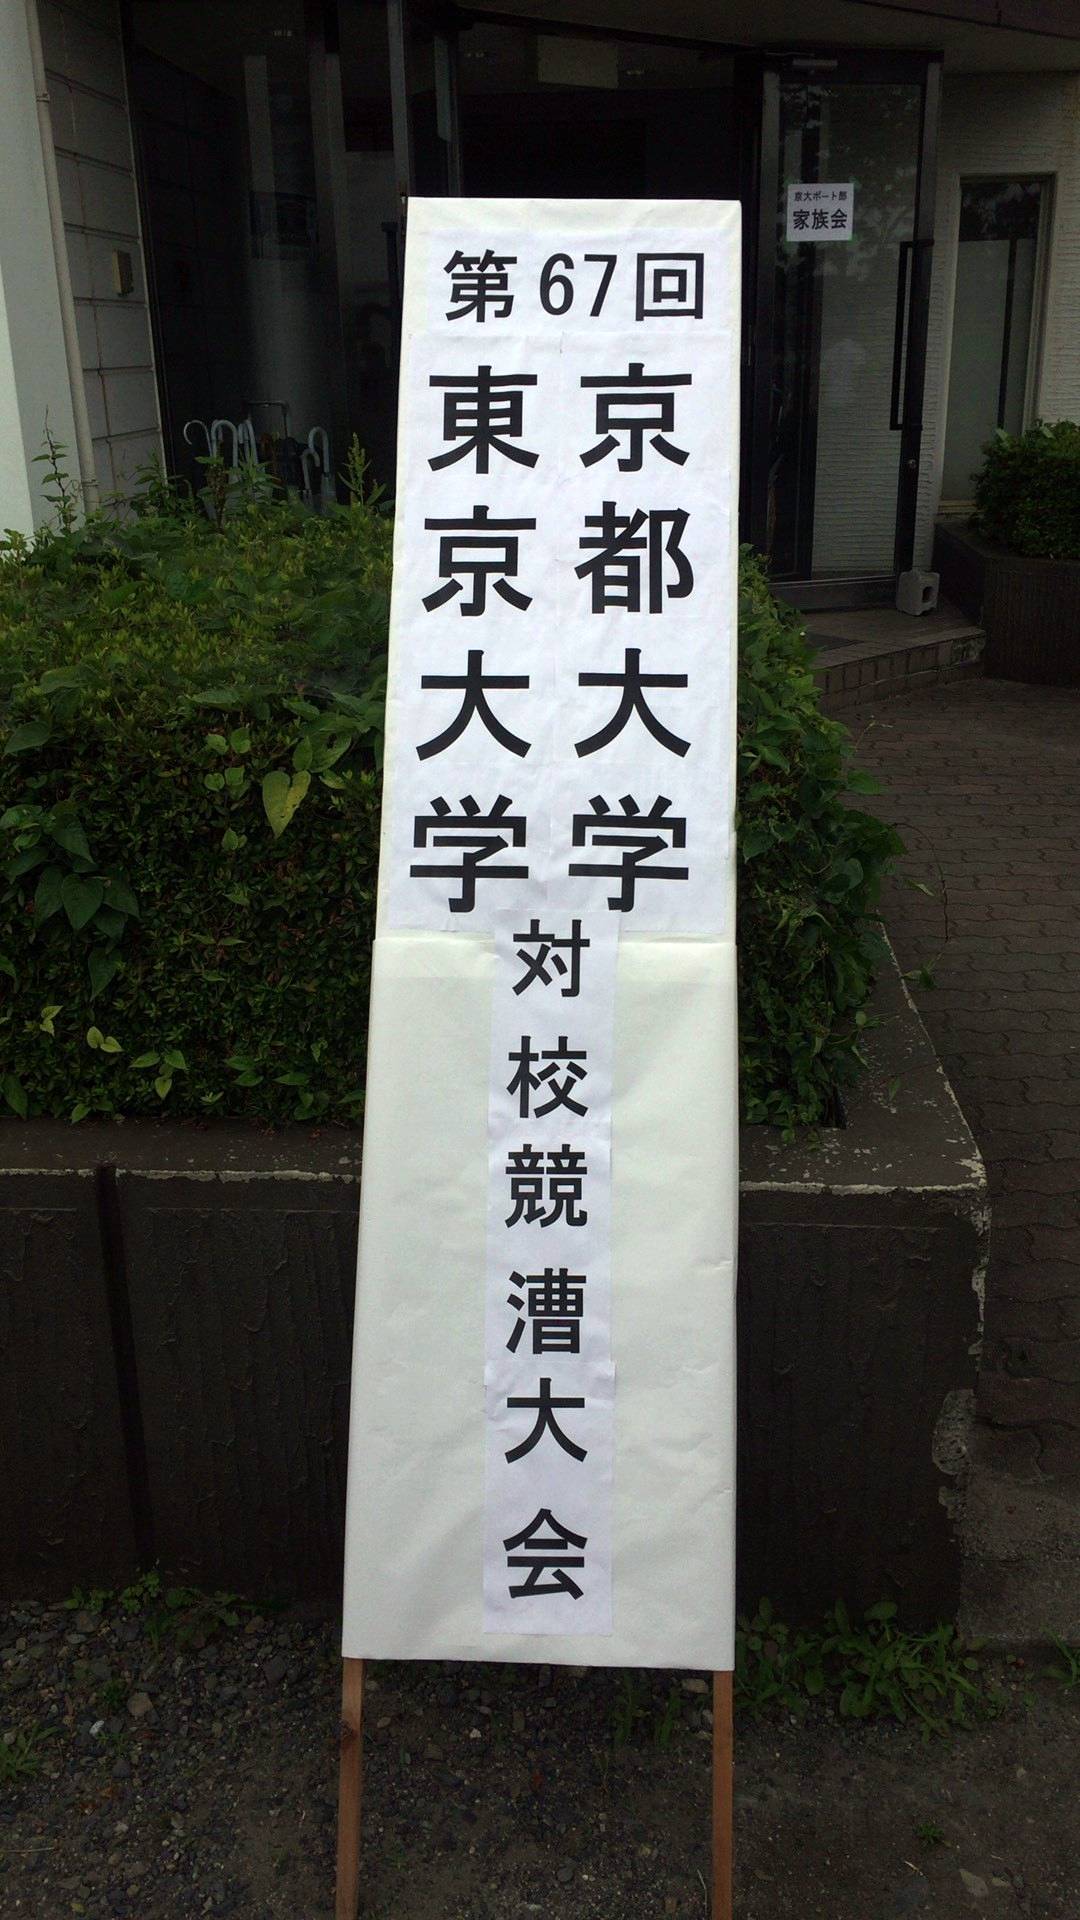 第67回
京都大学
東京大学
対校競漕大会
京大ボート部
家族会